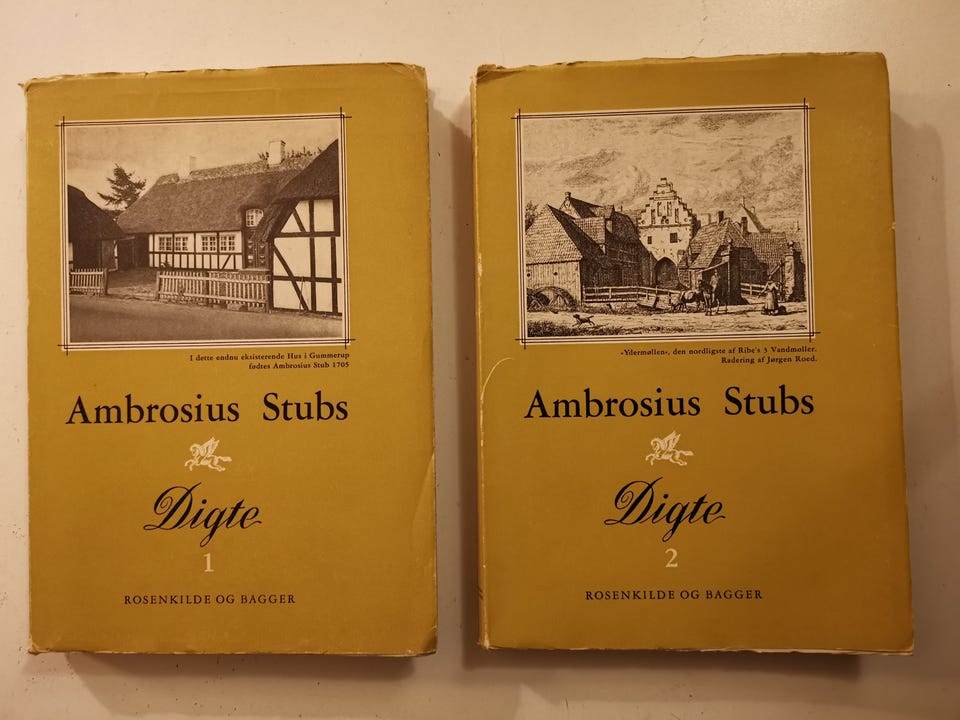 I dette endnu eksisterende Hus i Gummerup
fødtes Ambrosius Stub 1705
Ambrosius Stubs
Digte
1
ROSENKILDE OG BAGGER
»Ydermøllen«, den nordligste af Ribe's 3 Vandmøller.
Radering af Jørgen Roed.
Ambrosius Stubs
Digte
2
ROSENKILDE OG BAGGER